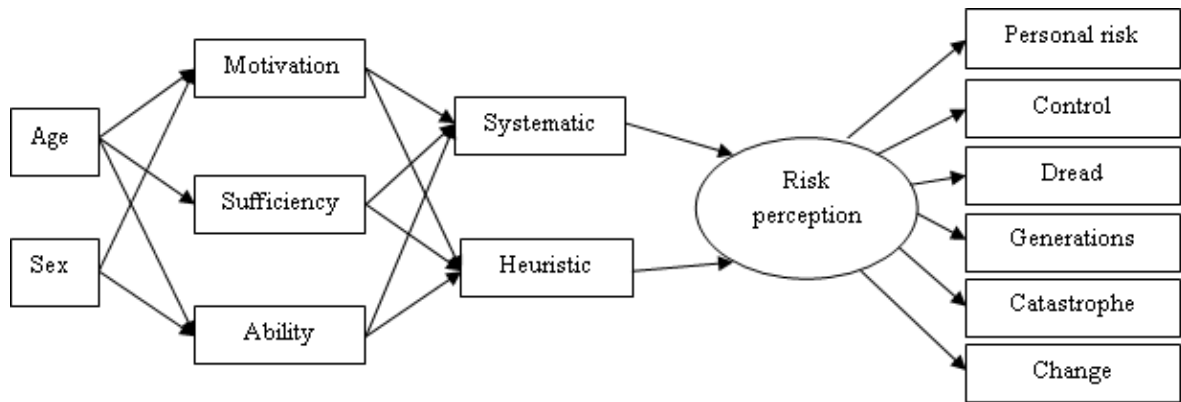 Age
Sex
Motivation
Sufficiency
Ability
Systematic
Heuristic
Risk
perception
Personal risk
Control
Dread
Generations
Catastrophe
Change